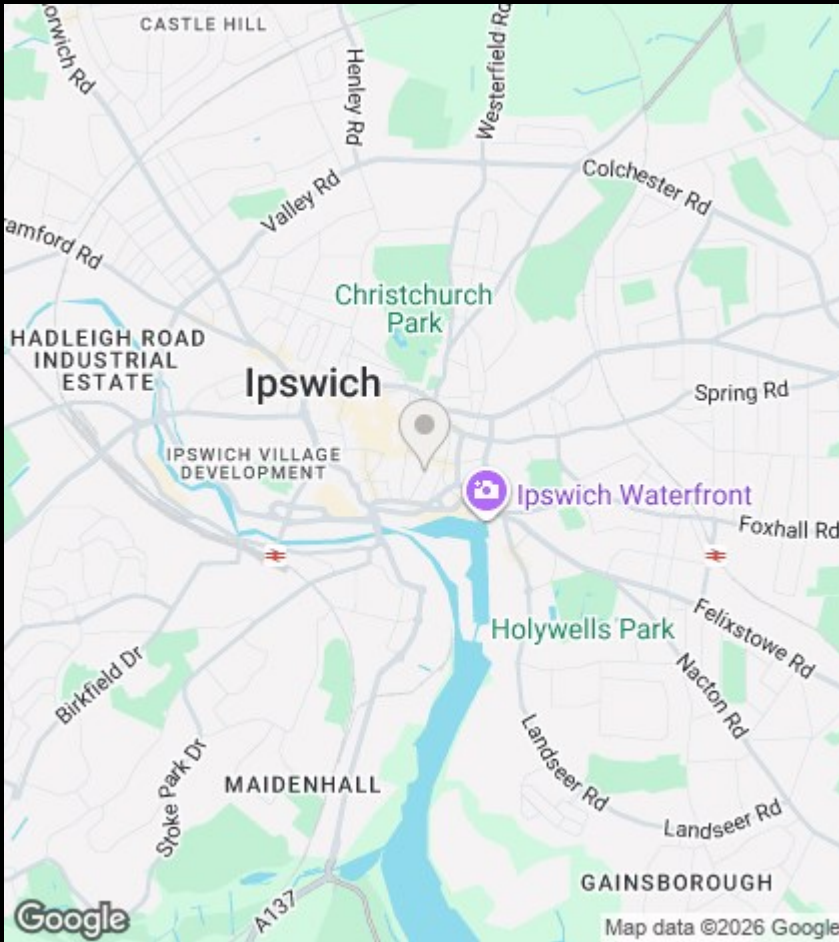 CASTLE HILL
orwich Rd
Henley Rd
Westerfield Rd
Valley Rd
Colchester Rd
amford Rd
Christchurch
Park
HADLEIGH ROAD
INDUSTRIAL
ESTATE
Ipswich
Spring Rd
IPSWICH VILLAGE
DEVELOPMENT
Ipswich Waterfront
Foxhall Rd
Holywells Park
Felixstowe Rd
Birkfield Dr
Nacton Rd
Stoke Park Dr
MAIDENHALL
Landseer Rd
Landseer Rd
GAINSBOROUGH
A137
Google
Map data ©2026 Google